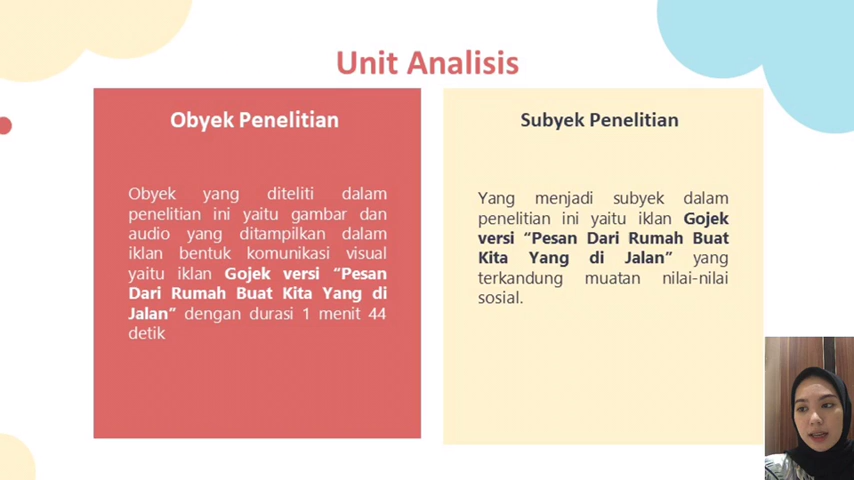 Unit Analisis
Obyek Penelitian
Obyek yang diteliti dalam
penelitian ini yaitu gambar dan
audio yang ditampilkan dalam
iklan bentuk komunikasi visual
yaitu iklan Gojek versi “Pesan
Dari Rumah Buat Kita Yang di
Jalan” dengan durasi 1 menit 44
detik
Subyek Penelitian
Yang menjadi subyek dalam
penelitian ini yaitu iklan Gojek
versi “Pesan Dari Rumah Buat
Kita Yang di Jalan” yang
terkandung muatan nilai-nilai
sosial.